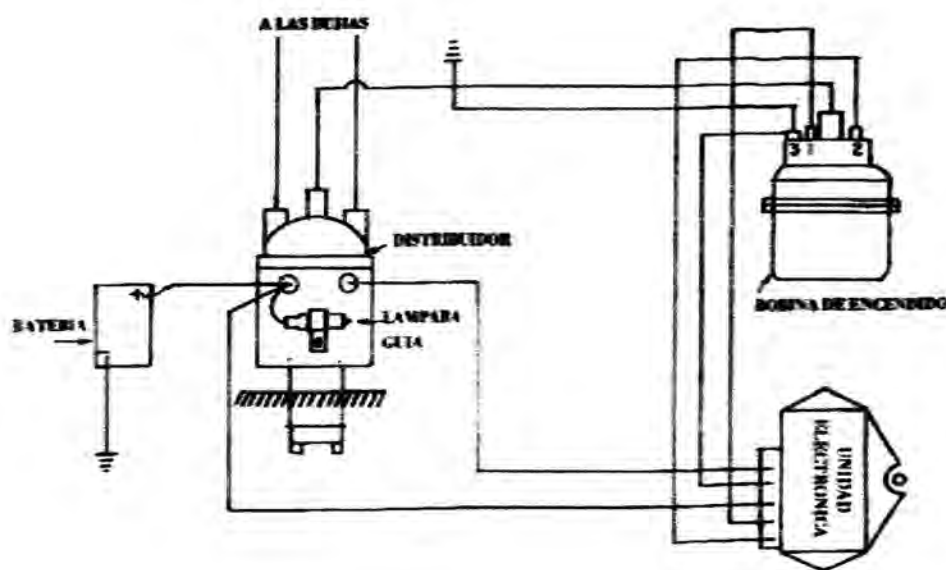 A LAS BUJIAS
3 1 2
DISTRIBUIDOR
BOBINA DE ENCENDIDO
BATERIA
LAMPARA
GUIA
UNIDAD
ELECTRONICA